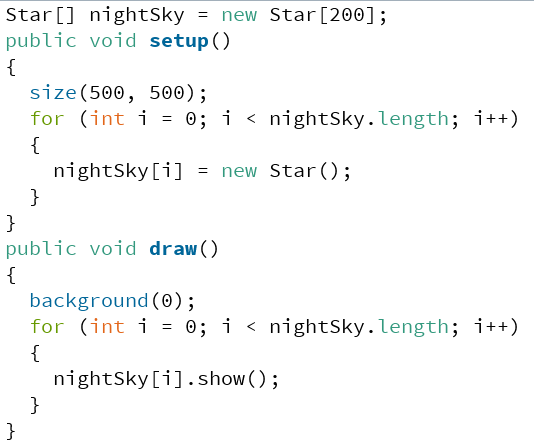 Star[] nightSky = new Star[200];
public void setup()
{
  size(500, 500);
  for (int i = 0; i < nightSky.length; i++)
  {
    nightSky[i] = new Star();
  }
}
public void draw()
{
  background(0);
  for (int i = 0; i < nightSky.length; i++)
  {
    nightSky[i].show();
  }
}